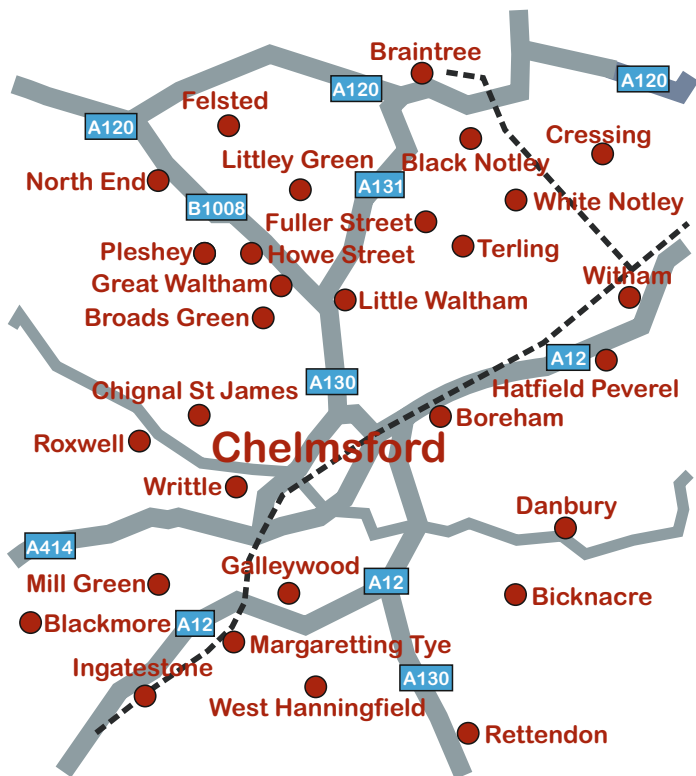 Braintree
A120
A120
Felsted
A120
Cressing
Black Notley
Littley Green
North End
A131
White Notley
B1008
Fuller Street
Pleshey
Howe Street
Terling
Witham
Great Waltham
Little Waltham
Broads Green
A12
A130
Chignal St James
Hatfield Peverel
Boreham
Roxwell
Chelmsford
Writtle
Danbury
A414
Galleywood
Mill Green
A12
Bicknacre
Blackmore
A12
Margaretting Tye
Ingatestone
A130
West Hanningfield
Rettendon